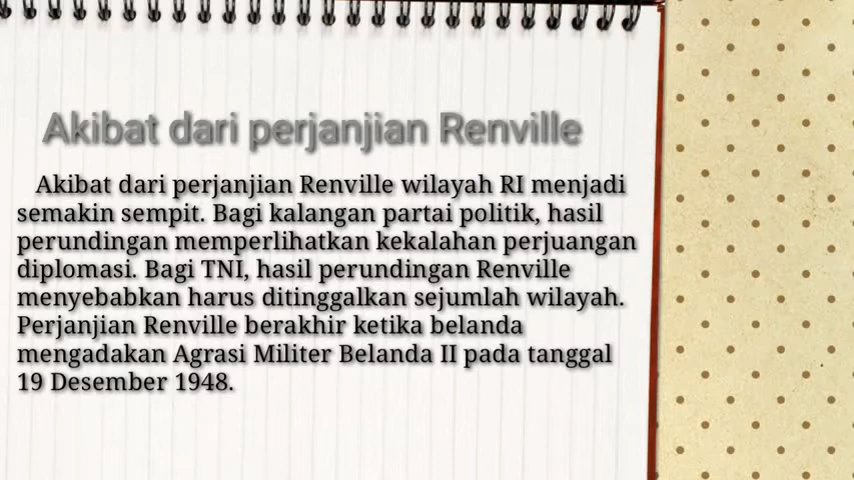 Akibat dari perjanjian Renville
Akibat dari perjanjian Renville wilayah RI menjadi
semakin sempit. Bagi kalangan partai politik, hasil
perundingan memperlihatkan kekalahan perjuangan
diplomasi. Bagi TNI, hasil perundingan Renville
menyebabkan harus ditinggalkan sejumlah wilayah.
Perjanjian Renville berakhir ketika belanda
mengadakan Agrasi Militer Belanda II pada tanggal
19 Desember 1948.